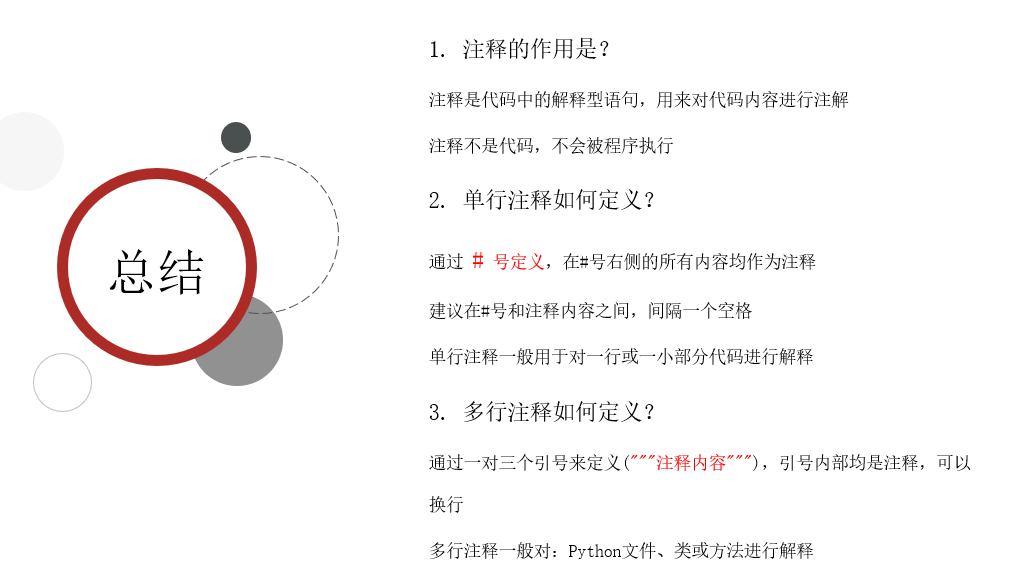 总结
1. 注释的作用是?
注释是代码中的解释型语句，用来对代码内容进行注解
注释不是代码，不会被程序执行
2. 单行注释如何定义?
通过 # 号定义，在#号右侧的所有内容均作为注释
建议在#号和注释内容之间，间隔一个空格
单行注释一般用于对一行或一小部分代码进行解释
3. 多行注释如何定义?
通过一对三个引号来定义("""注释内容""")，引号内部均是注释，可以
换行
多行注释一般对：Python文件、类或方法进行解释